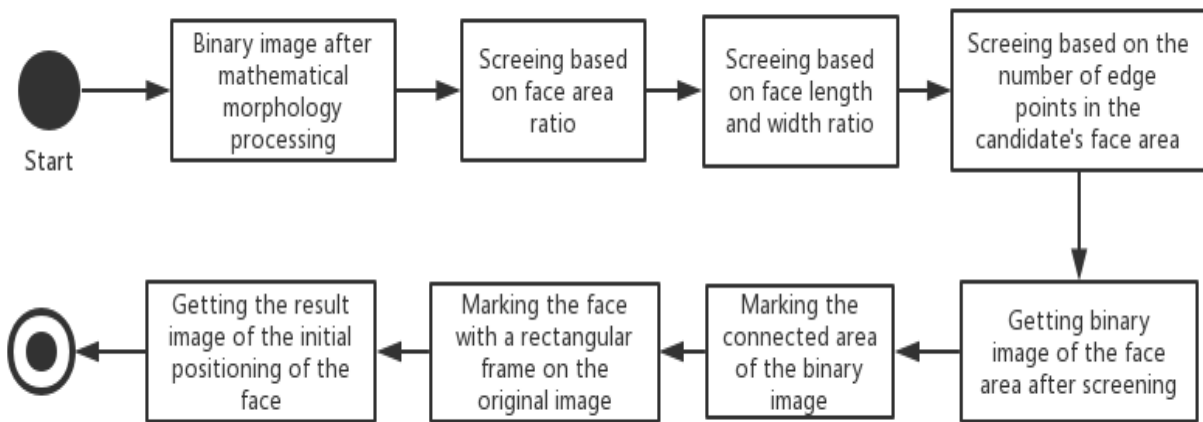 Start
Binary image after
mathematical
morphology
processing
Screeing based
on face area
ratio
Screeing based
on face length
and width ratio
Screeing based on the
number of edge
points in the
candidate's face area
Getting binary
image of the face
area after screening
Marking the
connected area
of the binary
image
Marking the face
with a rectangular
frame on the
original image
Getting the result
image of the initial
positioning of the
face